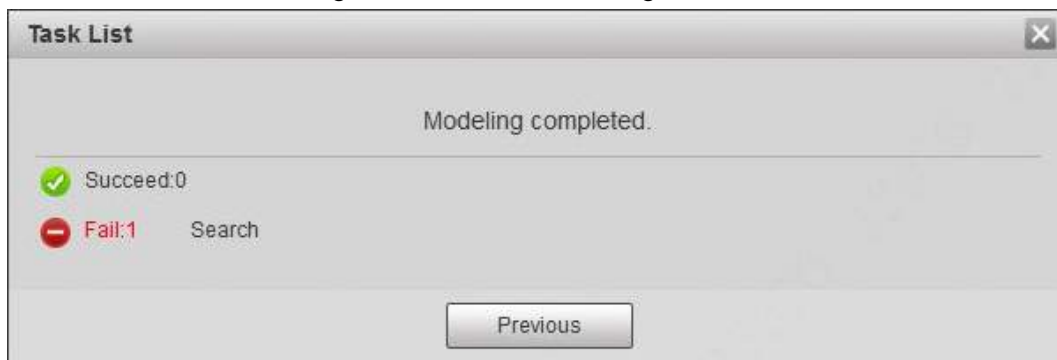 Task List
Modeling completed.
Succeed:0
Fail:1 Search
Previous